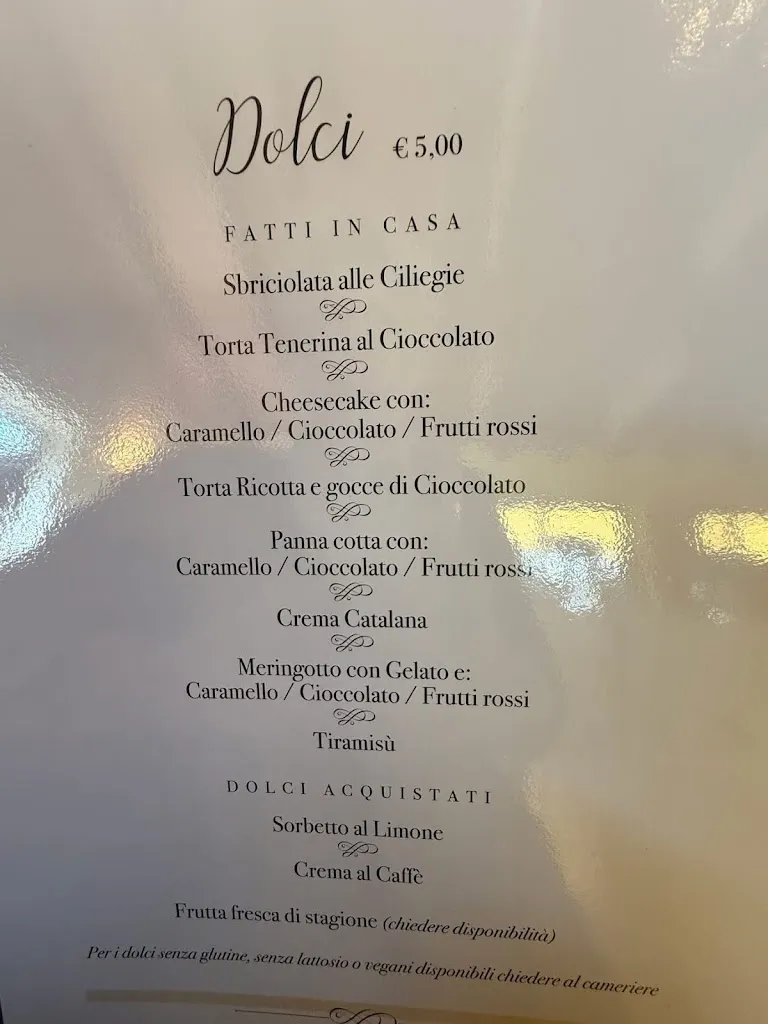 Dolci € 5,00
FATTI IN CASA
Sbriciolata alle Ciliegie
Torta Tenerina al Cioccolato
Cheesecake con:
Caramello / Cioccolato / Frutti rossi
Torta Ricotta e gocce di Cioccolato
Panna cotta con:
Caramello / Cioccolato / Frutti rossi
Crema Catalana
Meringotto con Gelato e:
Caramello / Cioccolato / Frutti rossi
Tiramisù
DOLCI ACQUISTATI
Sorbetto al Limone
Crema al Caffè
Frutta fresca di stagione (chiedere disponibilità)
Per i dolci senza glutine, senza lattosio o vegani disponibili chiedere al cameriere